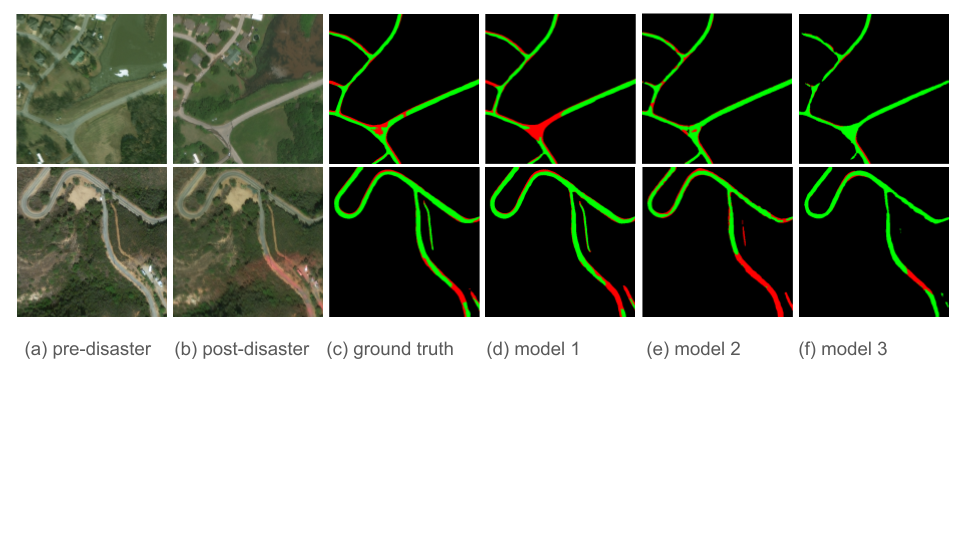 (a) pre-disaster (b) post-disaster (c) ground truth (d) model 1 (e) model 2 (f) model 3